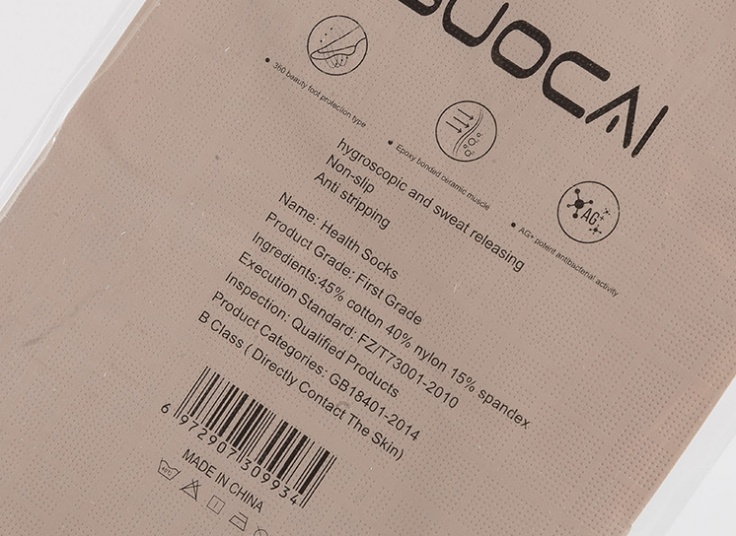 UOCAI
360 beauty foot protection type
Epoxy bonded ceramic muscle
AG+
AG+ potent antibacterial activity
hygroscopic and sweat releasing
Non-slip
Anti stripping
Name: Health Socks
Product Grade: First Grade
Ingredients:45% cotton 40% nylon 15% spandex
Execution Standard: FZ/T73001-2010
Inspection: Qualified Products
Product Categories: GB18401-2014
B Class ( Directly Contact The Skin)
6 972907 309934
MADE IN CHINA